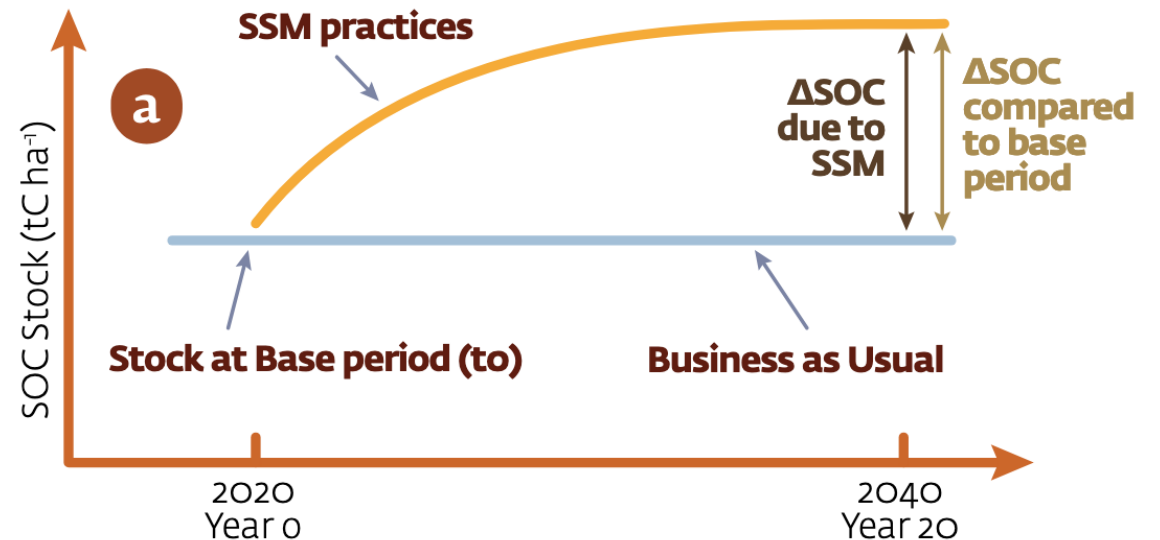 SSM practices
a
SOC Stock (tC ha⁻¹)
ΔSOC
due to
SSM
ΔSOC
compared
to base
period
Stock at Base period (to)
Business as Usual
2020
Year 0
2040
Year 20